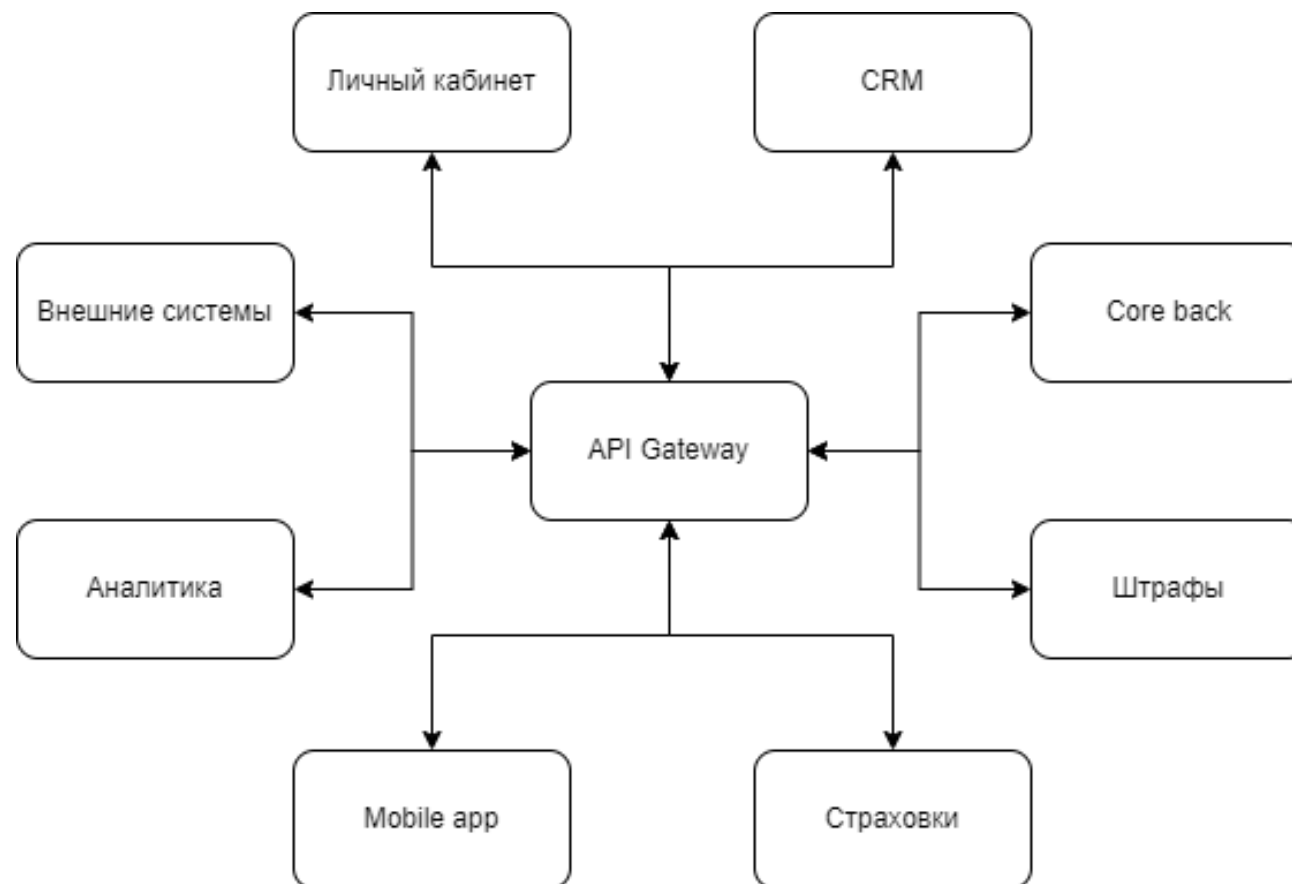 Личный кабинет
CRM
Внешние системы
Core back
API Gateway
Аналитика
Штрафы
Mobile app
Страховки